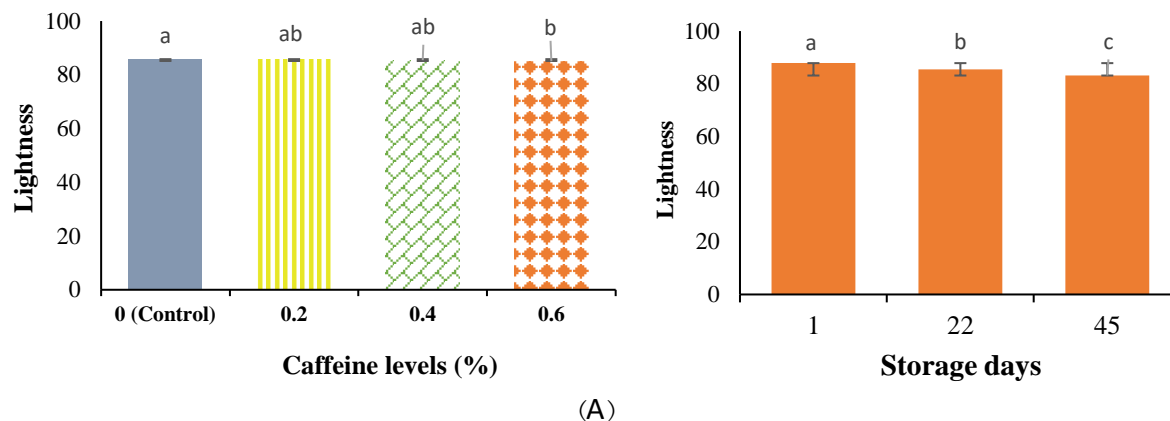 100
80
60
40
20
0
Lightness
a ab ab b
0 (Control) 0.2 0.4 0.6
Caffeine levels (%)
100
80
60
40
20
0
Lightness
a b c
1 22 45
Storage days
(A)